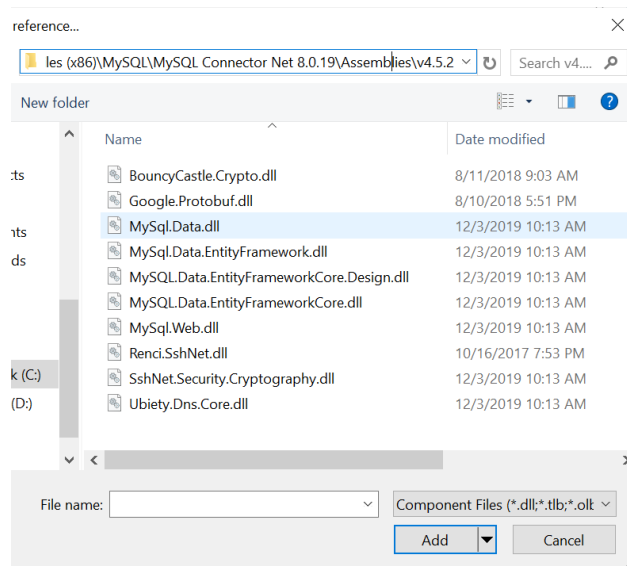 reference...
les (x86)\MySQL\MySQL Connector Net 8.0.19\Assemblies\v4.5.2
Search v4....
New folder
Name
Date modified
BouncyCastle.Crypto.dll 8/11/2018 9:03 AM
Google.Protobuf.dll 8/10/2018 5:51 PM
MySql.Data.dll 12/3/2019 10:13 AM
MySql.Data.EntityFramework.dll 12/3/2019 10:13 AM
MySQL.Data.EntityFrameworkCore.Design.dll 12/3/2019 10:13 AM
MySQL.Data.EntityFrameworkCore.dll 12/3/2019 10:13 AM
MySql.Web.dll 12/3/2019 10:13 AM
Renci.SshNet.dll 10/16/2017 7:53 PM
SshNet.Security.Cryptography.dll 12/3/2019 10:13 AM
Ubiety.Dns.Core.dll 12/3/2019 10:13 AM
cts
nts
ds
k (C:)
(D:)
File name:
Component Files (*.dll;*.tlb;*.olb
Add
Cancel